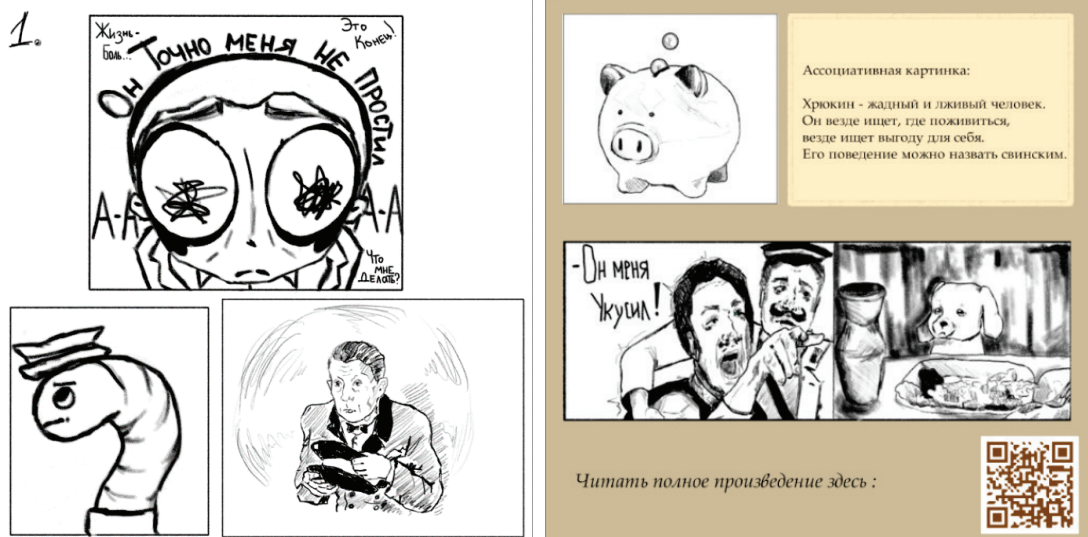 1.
Жизнь-
боль...
Это
Конец!
Он Точно меня не простил
А-А
А-А
Что
мне
делать?
Ассоциативная картинка:
Хрюкин - жадный и лживый человек.
Он везде ищет, где поживиться,
везде ищет выгоду для себя.
Его поведение можно назвать свинским.
-Он меня
Укусил!
Читать полное произведение здесь :